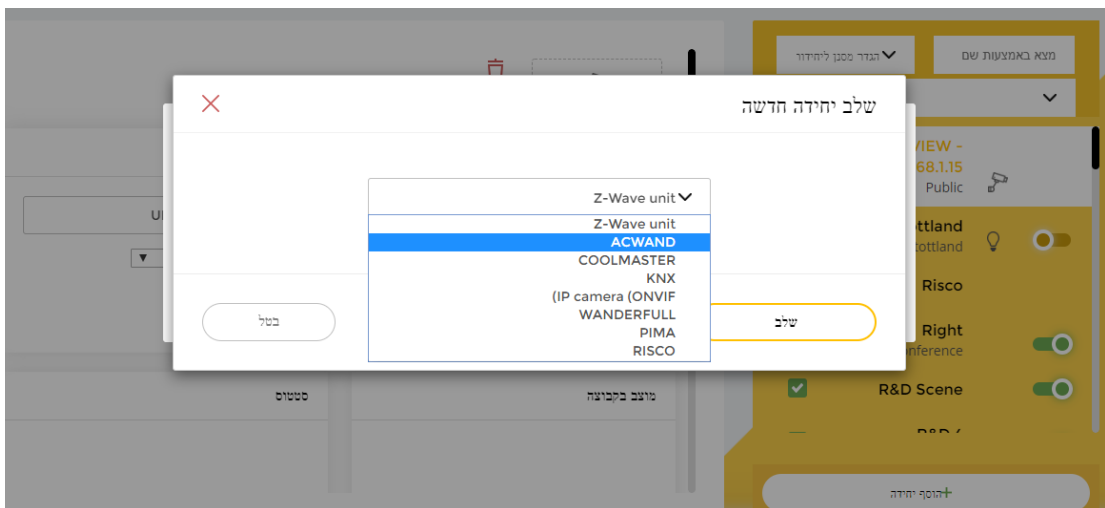 מצא באמצעות שם
הגדר מסנן ליחידור
שלב יחידה חדשה
Z-Wave unit
Z-Wave unit
ACWAND
COOLMASTER
KNX
(IP camera (ONVIF
WANDERFULL
PIMA
RISCO
שלב
בטל
VIEW -
68.1.15
Public
ttland
ottland
Risco
Right
nference
R&D Scene
מוצב בקבוצה
סטטוס
הוסף יחידה